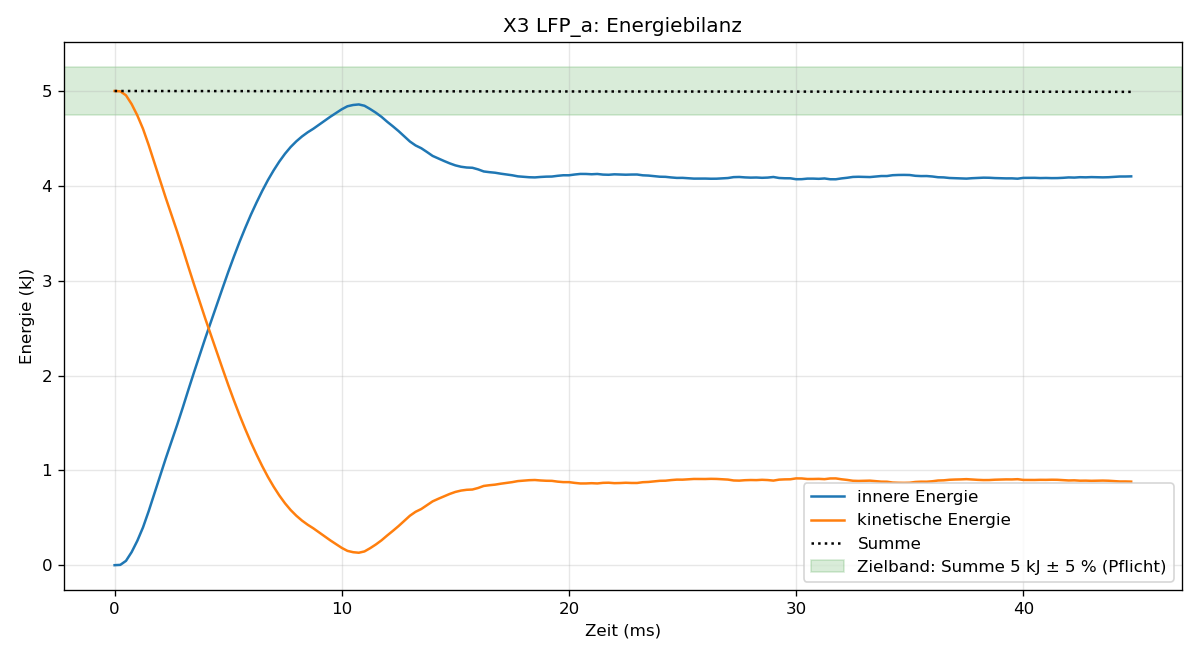 X3 LFP_a: Energiebilanz
Energie (kJ)
5
4
3
2
1
0
0 10 20 30 40
Zeit (ms)
innere Energie
kinetische Energie
Summe
Zielband: Summe 5 kJ ± 5 % (Pflicht)